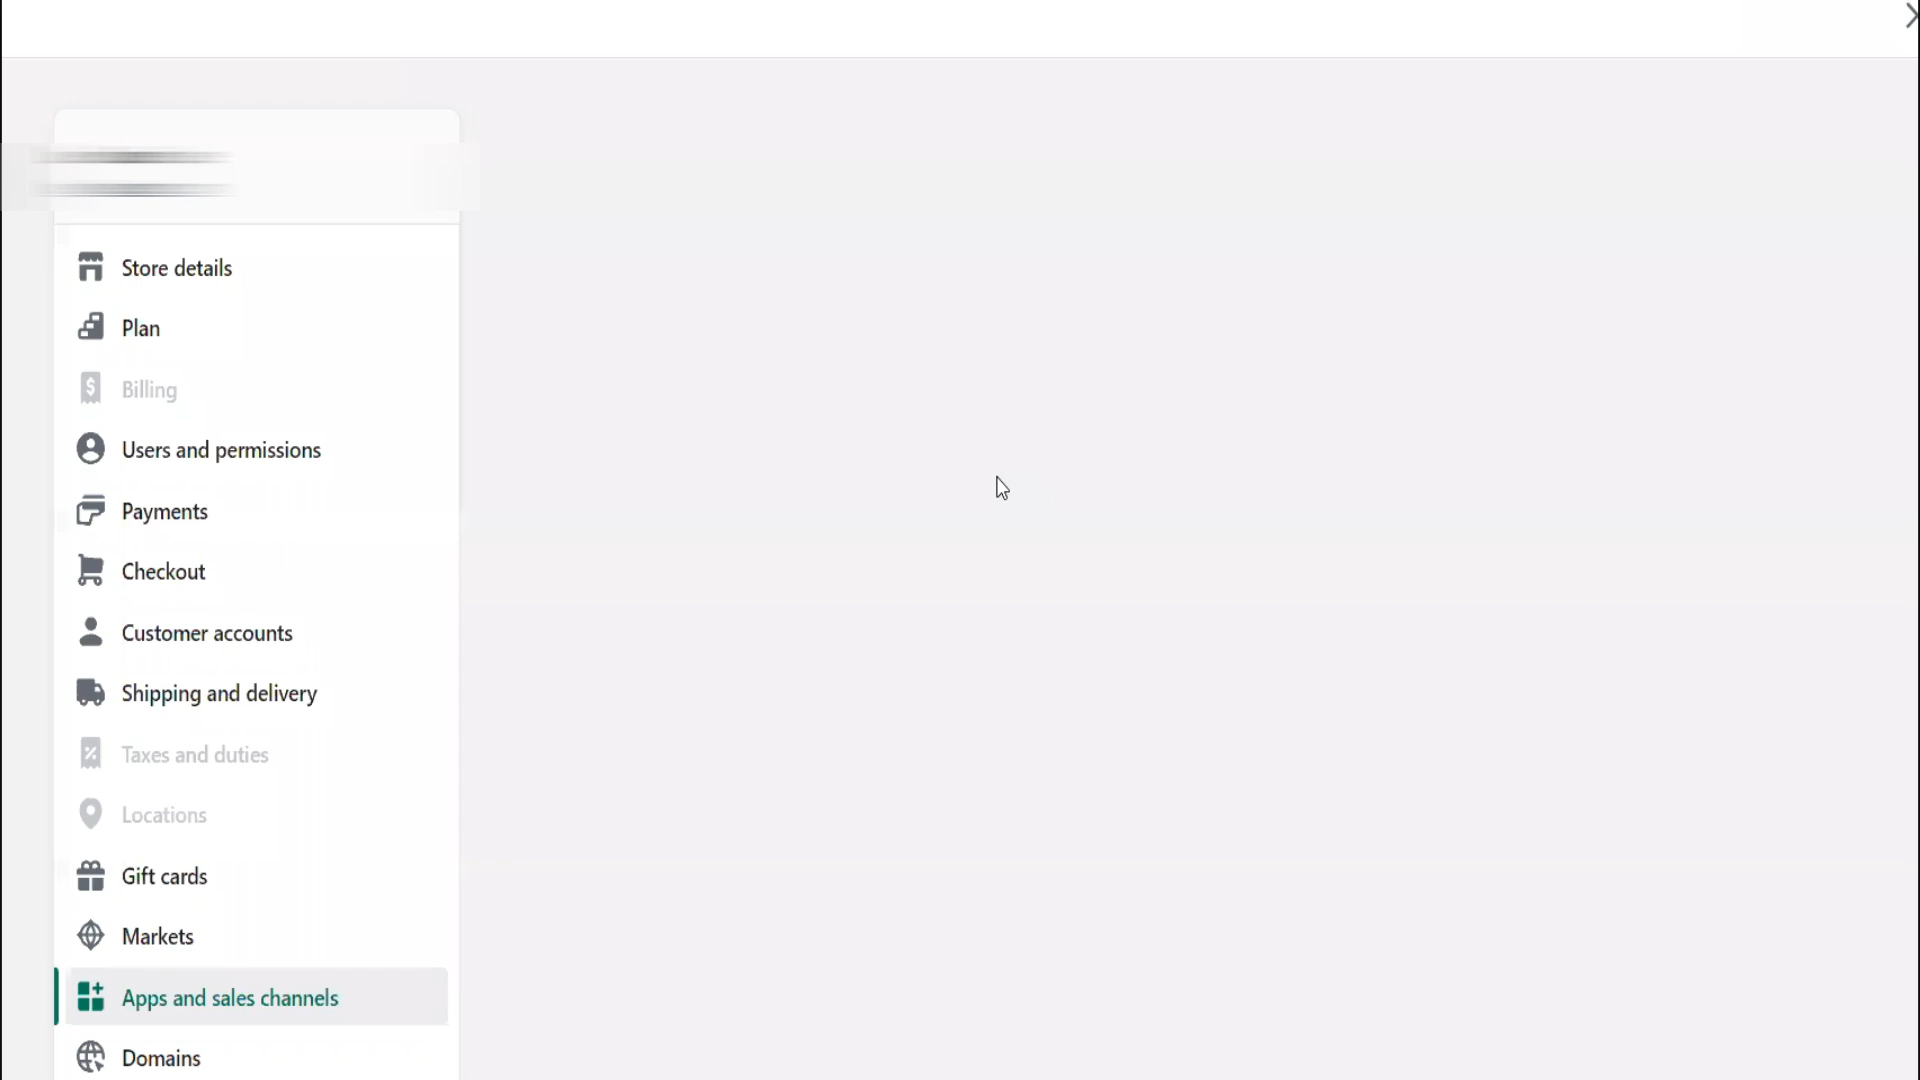 Store details
Plan
Billing
Users and permissions
Payments
Checkout
Customer accounts
Shipping and delivery
Taxes and duties
Locations
Gift cards
Markets
Apps and sales channels
Domains